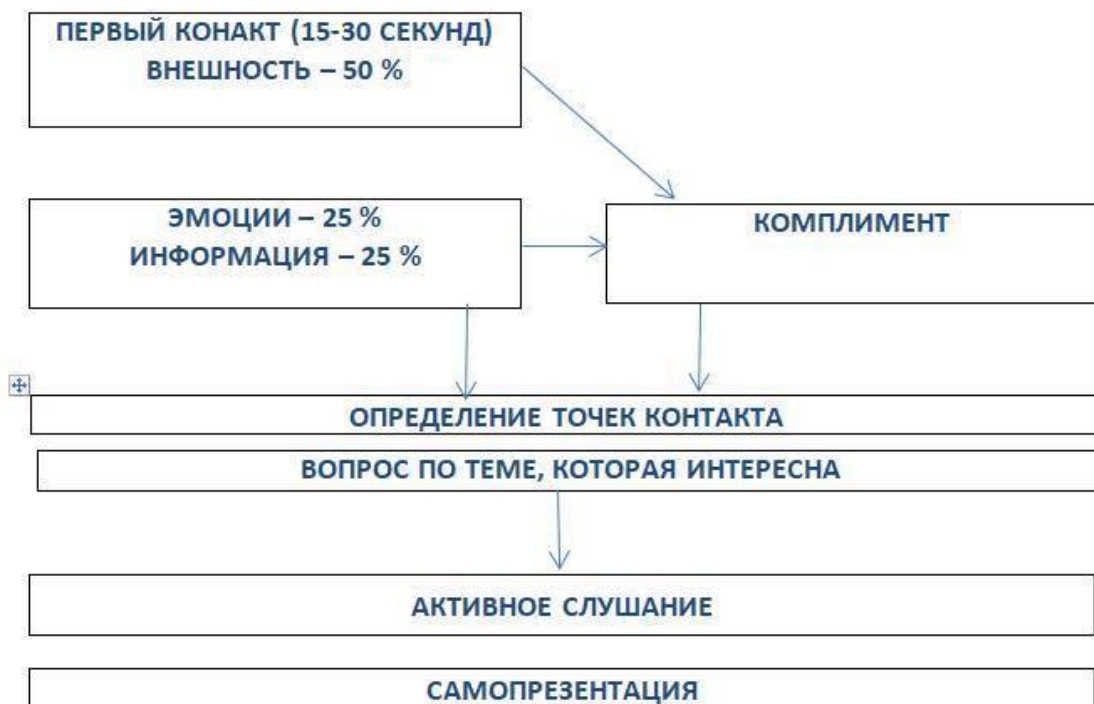 ПЕРВЫЙ КОНАКТ (15-30 СЕКУНД)
ВНЕШНОСТЬ – 50 %
ЭМОЦИИ – 25 %
ИНФОРМАЦИЯ – 25 %
КОМПЛИМЕНТ
ОПРЕДЕЛЕНИЕ ТОЧЕК КОНТАКТА
ВОПРОС ПО ТЕМЕ, КОТОРАЯ ИНТЕРЕСНА
АКТИВНОЕ СЛУШАНИЕ
САМОПРЕЗЕНТАЦИЯ